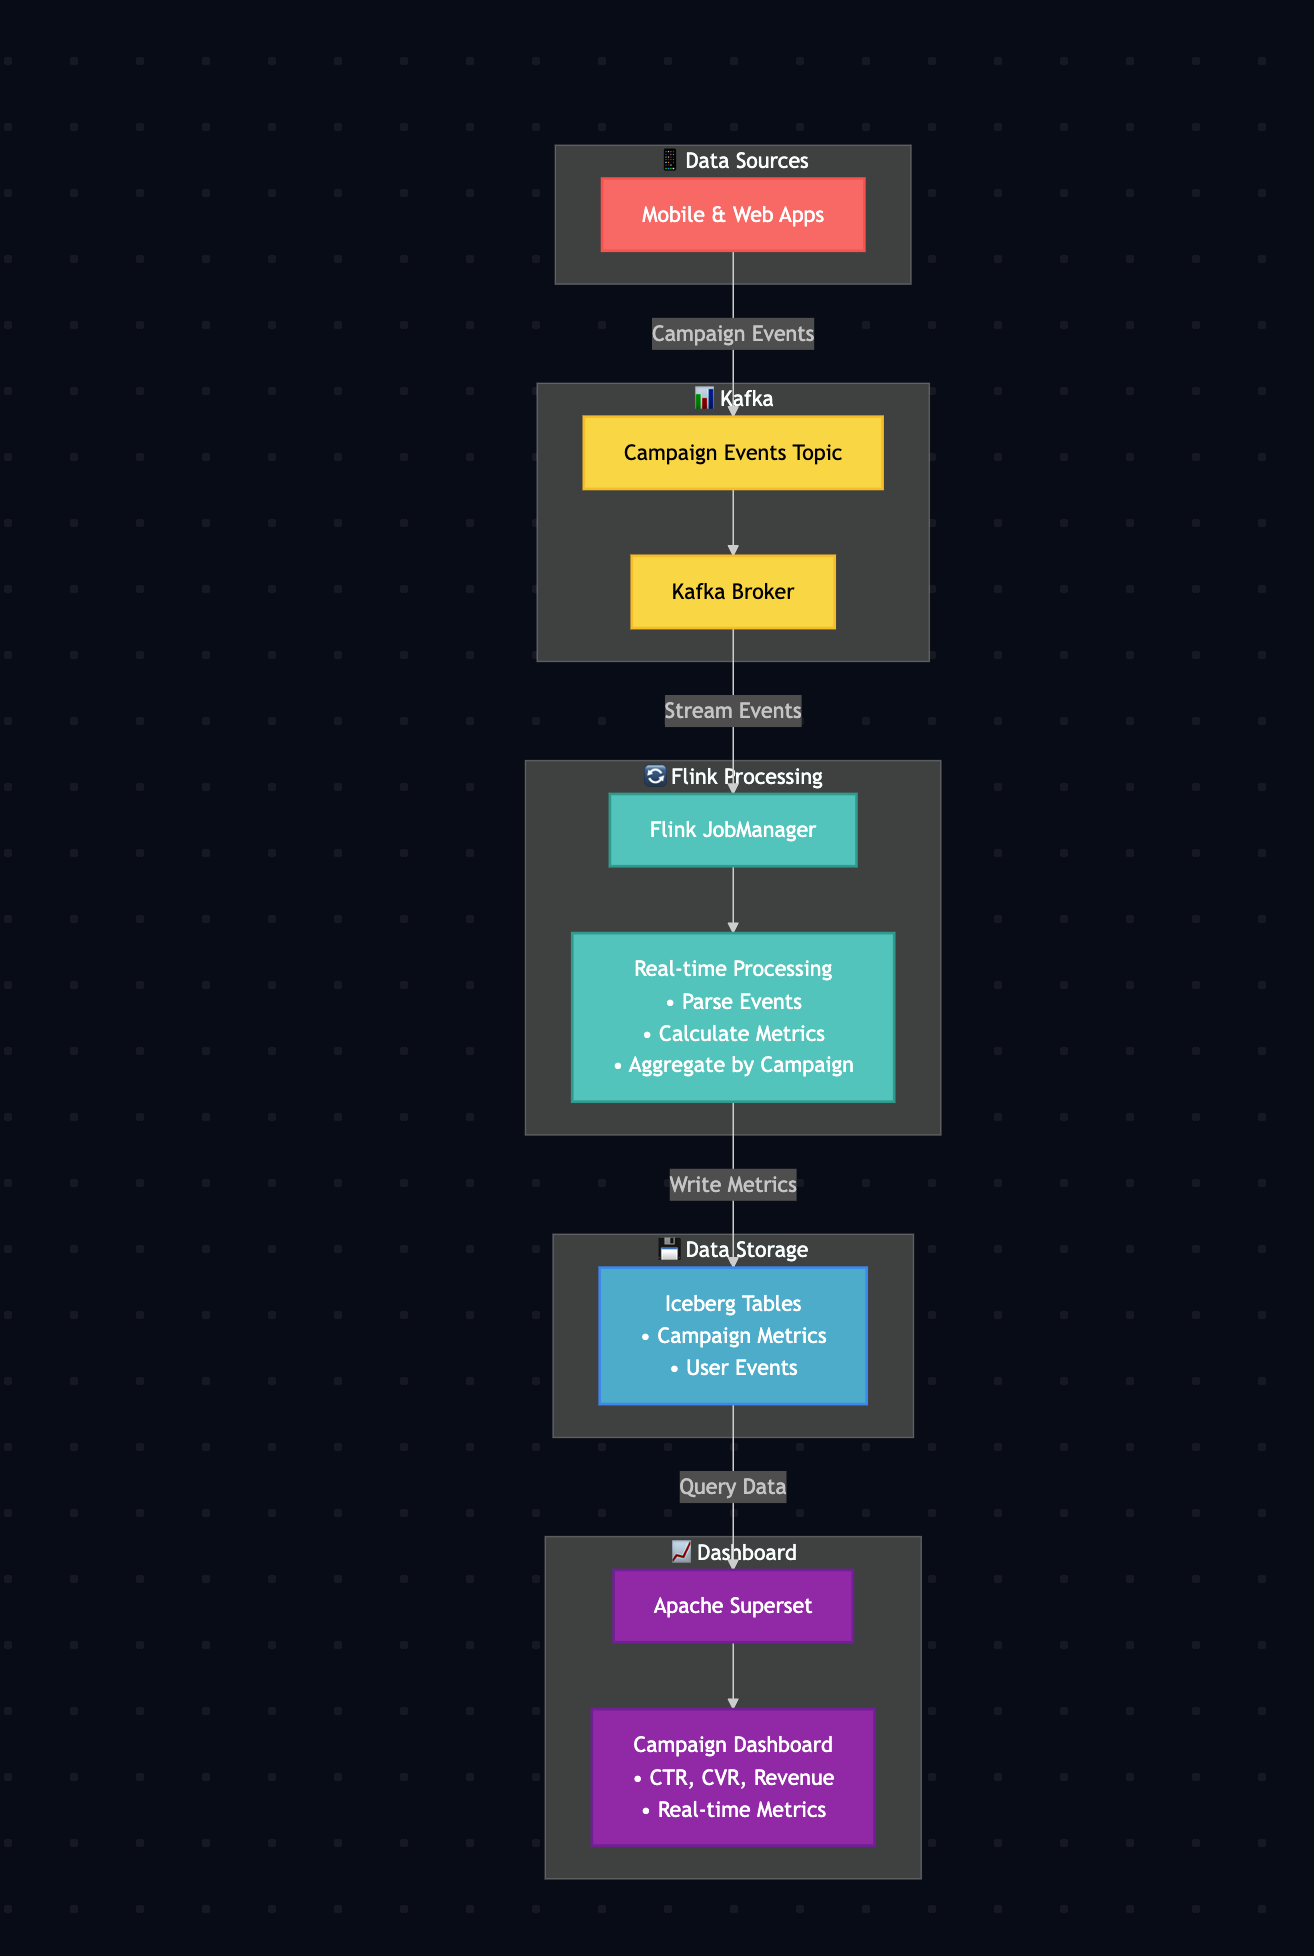 📱 Data Sources
Mobile & Web Apps
Campaign Events
📊 Kafka
Campaign Events Topic
Kafka Broker
Stream Events
🔄 Flink Processing
Flink JobManager
Real-time Processing
• Parse Events
• Calculate Metrics
• Aggregate by Campaign
Write Metrics
💾 Data Storage
Iceberg Tables
• Campaign Metrics
• User Events
Query Data
📈 Dashboard
Apache Superset
Campaign Dashboard
• CTR, CVR, Revenue
• Real-time Metrics